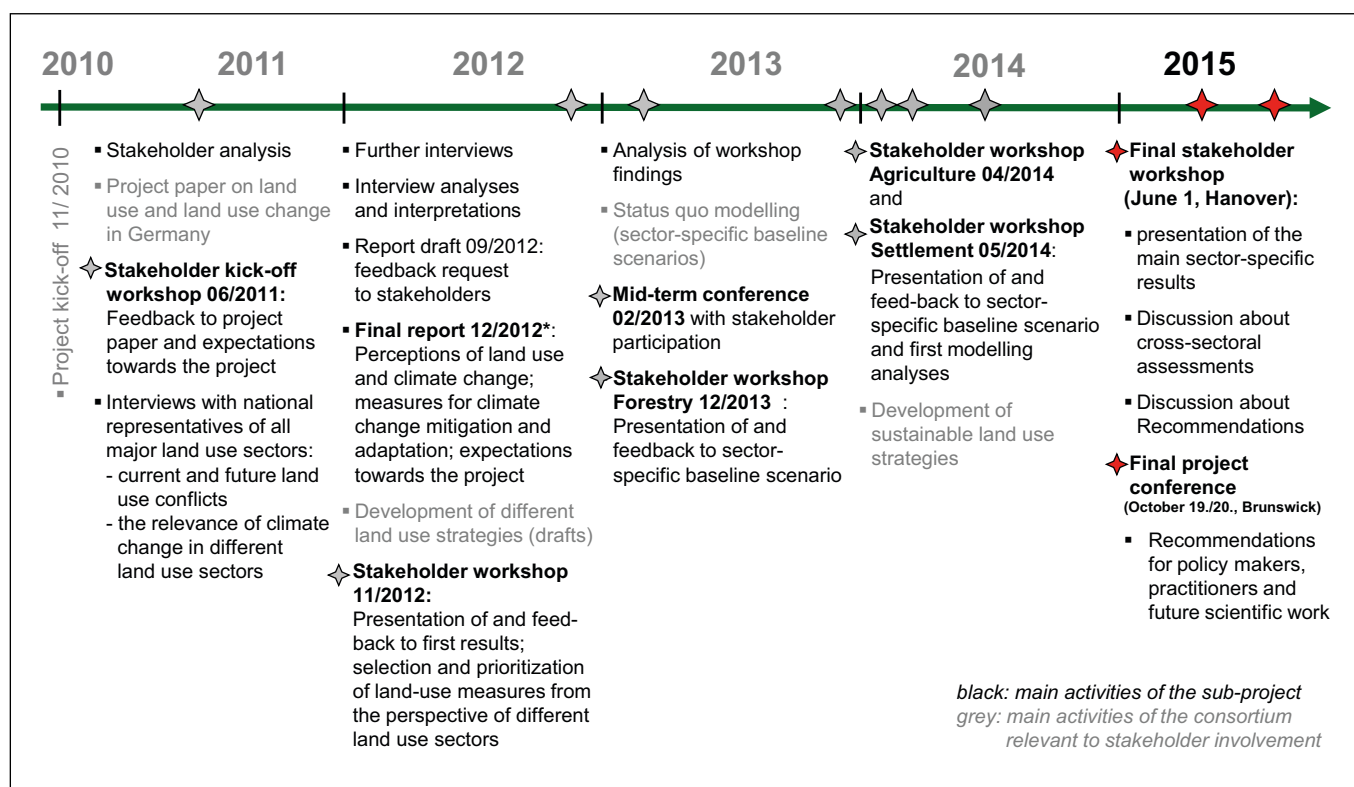 2010 2011 2012 2013 2014 2015
▪ Project kick-off 11/ 2010
▪ Stakeholder analysis
▪ Project paper on land
use and land use change
in Germany
Stakeholder kick-off
workshop 06/2011:
Feedback to project
paper and expectations
towards the project
▪ Interviews with national
representatives of all
major land use sectors:
- current and future land
use conflicts
- the relevance of climate
change in different
land use sectors
▪ Further interviews
▪ Interview analyses
and interpretations
▪ Report draft 09/2012:
feedback request
to stakeholders
▪ Final report 12/2012*:
Perceptions of land use
and climate change;
measures for climate
change mitigation and
adaptation; expectations
towards the project
▪ Development of different
land use strategies (drafts)
Stakeholder workshop
11/2012:
Presentation of and feed-
back to first results;
selection and prioritization
of land-use measures from
the perspective of different
land use sectors
▪ Analysis of workshop
findings
▪ Status quo modelling
(sector-specific baseline
scenarios)
Mid-term conference
02/2013 with stakeholder
participation
Stakeholder workshop
Forestry 12/2013 :
Presentation of and
feedback to sector-
specific baseline scenario
Stakeholder workshop
Agriculture 04/2014
and
Stakeholder workshop
Settlement 05/2014:
Presentation of and
feed-back to sector-
specific baseline scenario
and first modelling
analyses
▪ Development of
sustainable land use
strategies
Final stakeholder
workshop
(June 1, Hanover):
▪ presentation of the
main sector-specific
results
▪ Discussion about
cross-sectoral
assessments
▪ Discussion about
Recommendations
Final project
conference
(October 19./20., Brunswick)
▪ Recommendations
for policy makers,
practitioners and
future scientific work
black: main activities of the sub-project
grey: main activities of the consortium
relevant to stakeholder involvement